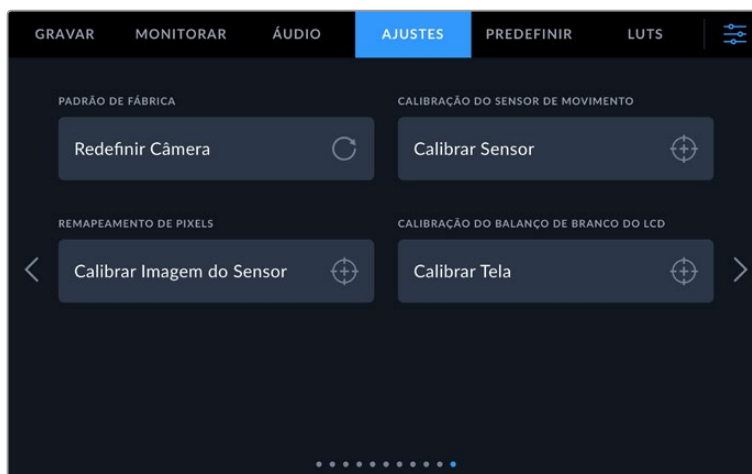 GRAVAR MONITORAR ÁUDIO AJUSTES PREDEFINIR LUTS
PADRÃO DE FÁBRICA
Redefinir Câmera
CALIBRAÇÃO DO SENSOR DE MOVIMENTO
Calibrar Sensor
REMAPEAMENTO DE PIXELS
Calibrar Imagem do Sensor
CALIBRAÇÃO DO BALANÇO DE BRANCO DO LCD
Calibrar Tela